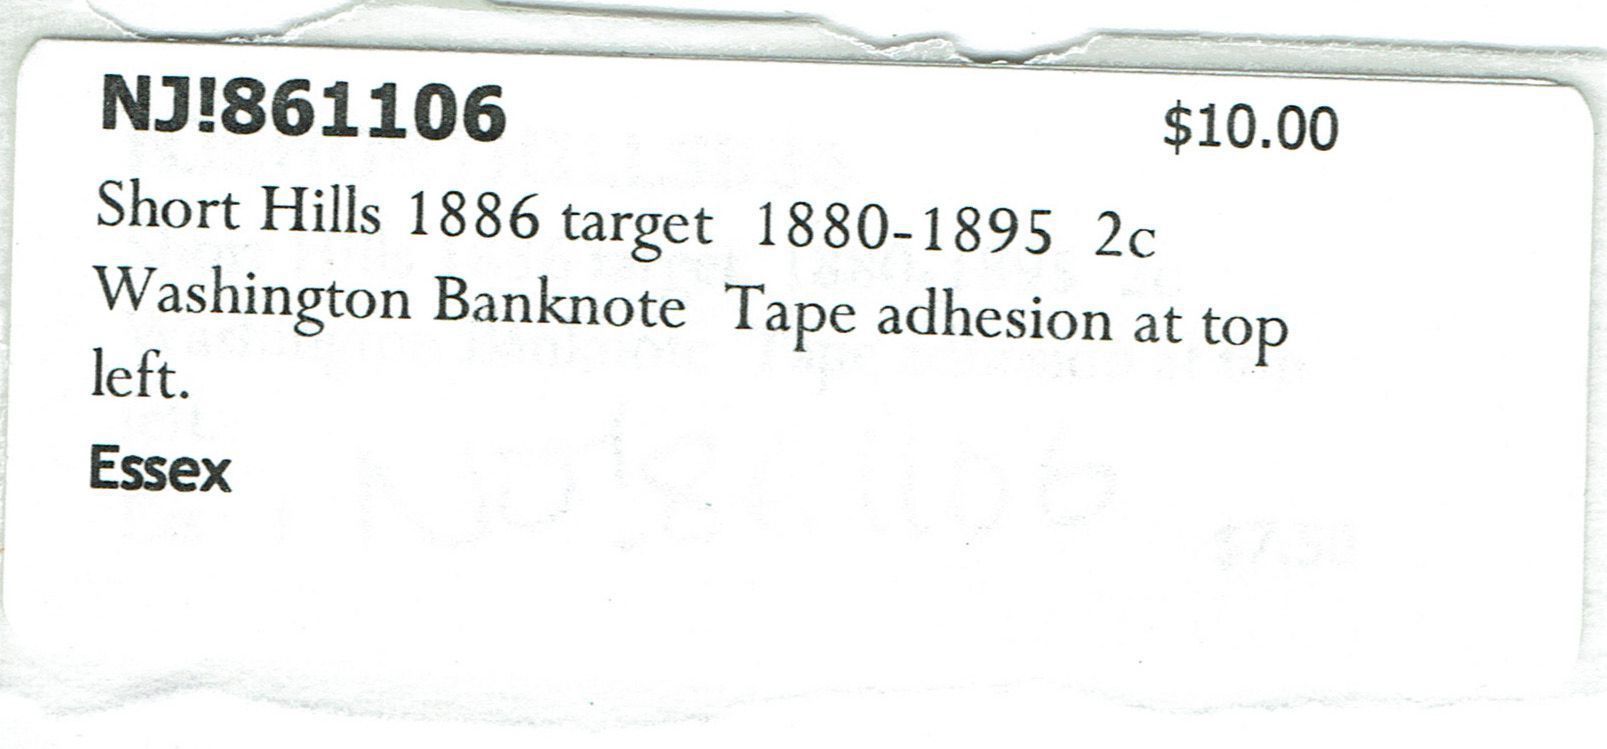 NJ!861106 $10.00
Short Hills 1886 target 1880-1895 2c
Washington Banknote Tape adhesion at top
left.
Essex